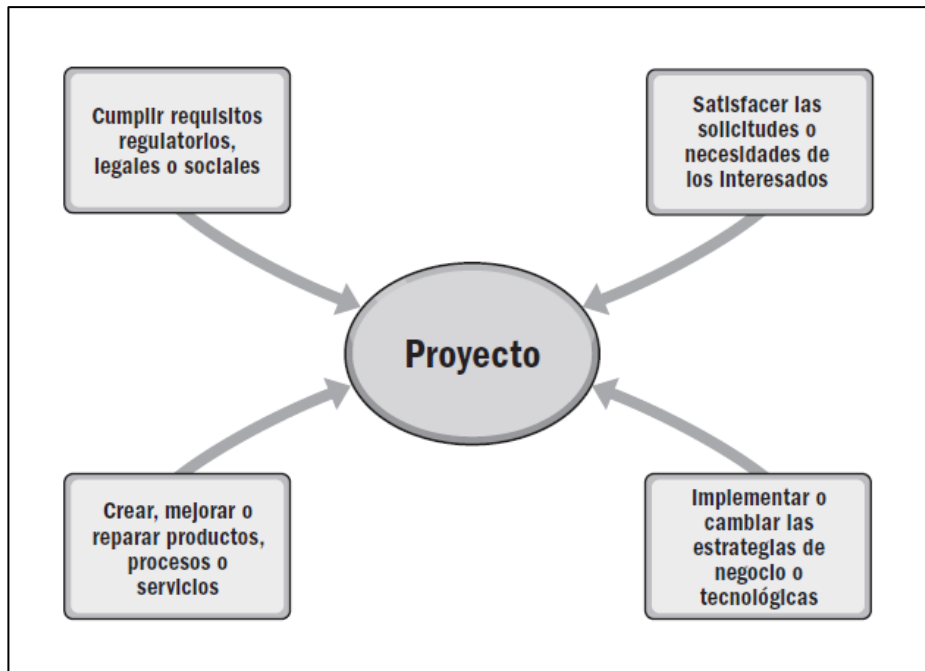 Cumplir requisitos
regulatorios,
legales o sociales
Satisfacer las
solicitudes o
necesidades de
los interesados
Proyecto
Crear, mejorar o
reparar productos,
procesos o
servicios
Implementar o
cambiar las
estrategias de
negocio o
tecnológicas